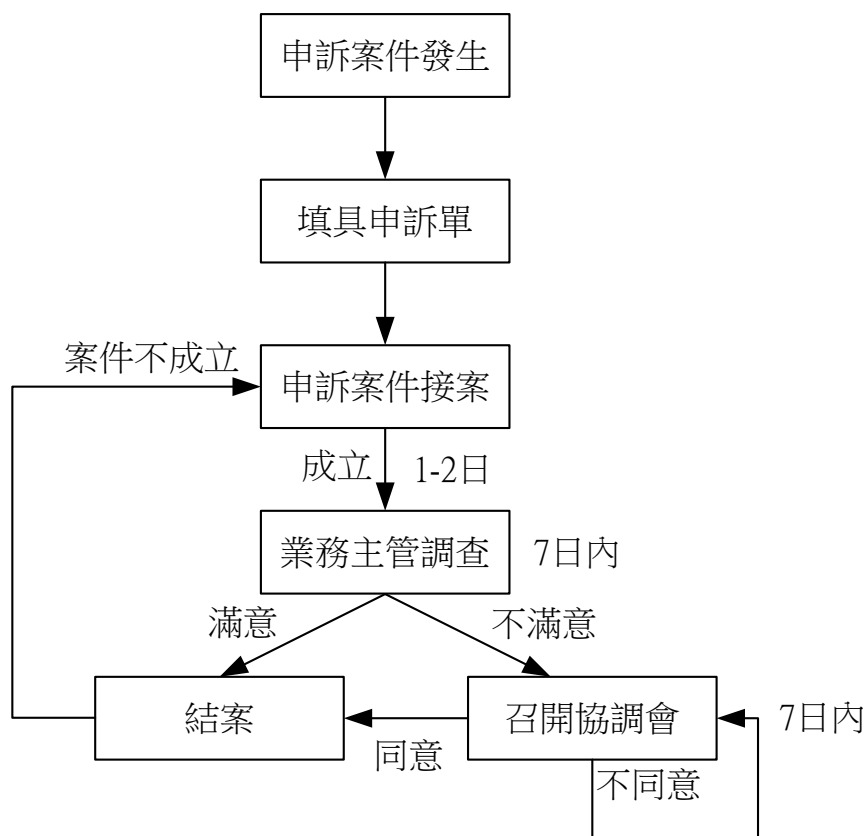 申訴案件發生
填具申訴單
案件不成立
申訴案件接案
成立 1-2日
業務主管調查 7日內
滿意 不滿意
結案 召開協調會 7日內
同意 不同意